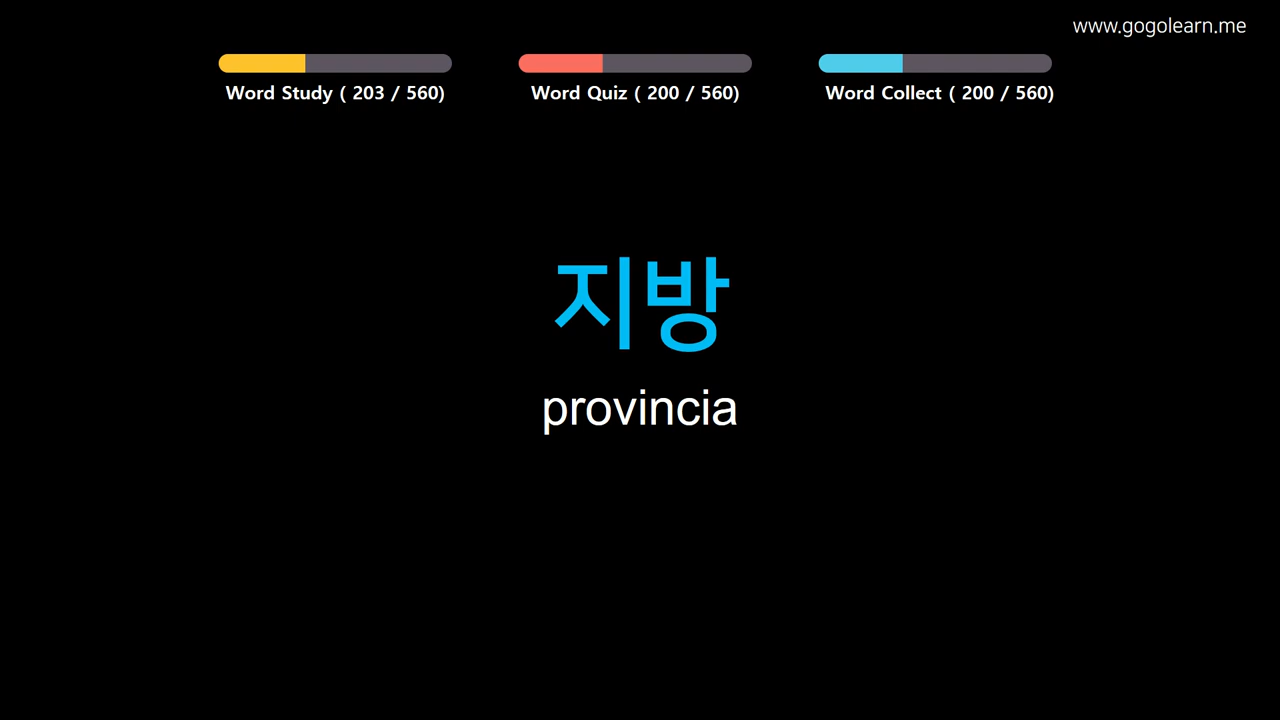 www.gogolearn.me
Word Study ( 203 / 560)
Word Quiz ( 200 / 560)
Word Collect ( 200 / 560)
지방
provincia